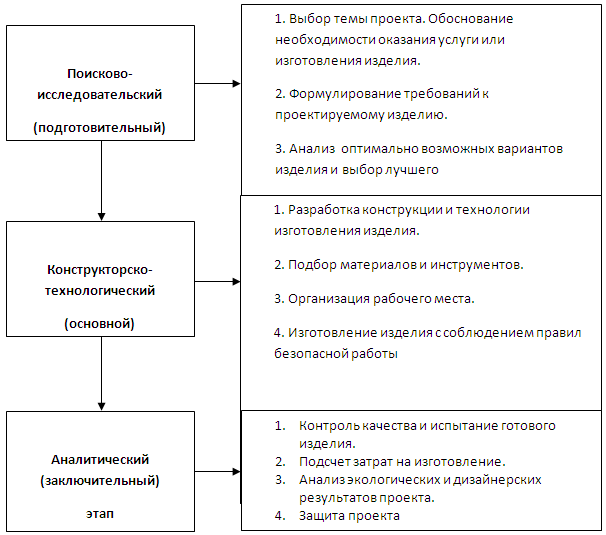 Поисково-
исследовательский
(подготовительный)
1. Выбор темы проекта. Обоснование
необходимости оказания услуги или
изготовления изделия.
2. Формулирование требований к
проектируемому изделию.
3. Анализ оптимально возможных вариантов
изделия и выбор лучшего
Конструкторско-
технологический
(основной)
1. Разработка конструкции и технологии
изготовления изделия.
2. Подбор материалов и инструментов.
3. Организация рабочего места.
4. Изготовление изделия с соблюдением правил
безопасной работы
Аналитический
(заключительный)
этап
1. Контроль качества и испытание готового
изделия.
2. Подсчет затрат на изготовление.
3. Анализ экологических и дизайнерских
результатов проекта.
4. Защита проекта